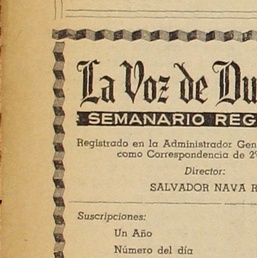 La Voz de Du
SEMANARIO REG
Registrado en la Administrador Gen
como Correspondencia de 2ª
Director:
SALVADOR NAVA R
Suscripciones:
Un Año
Número del día